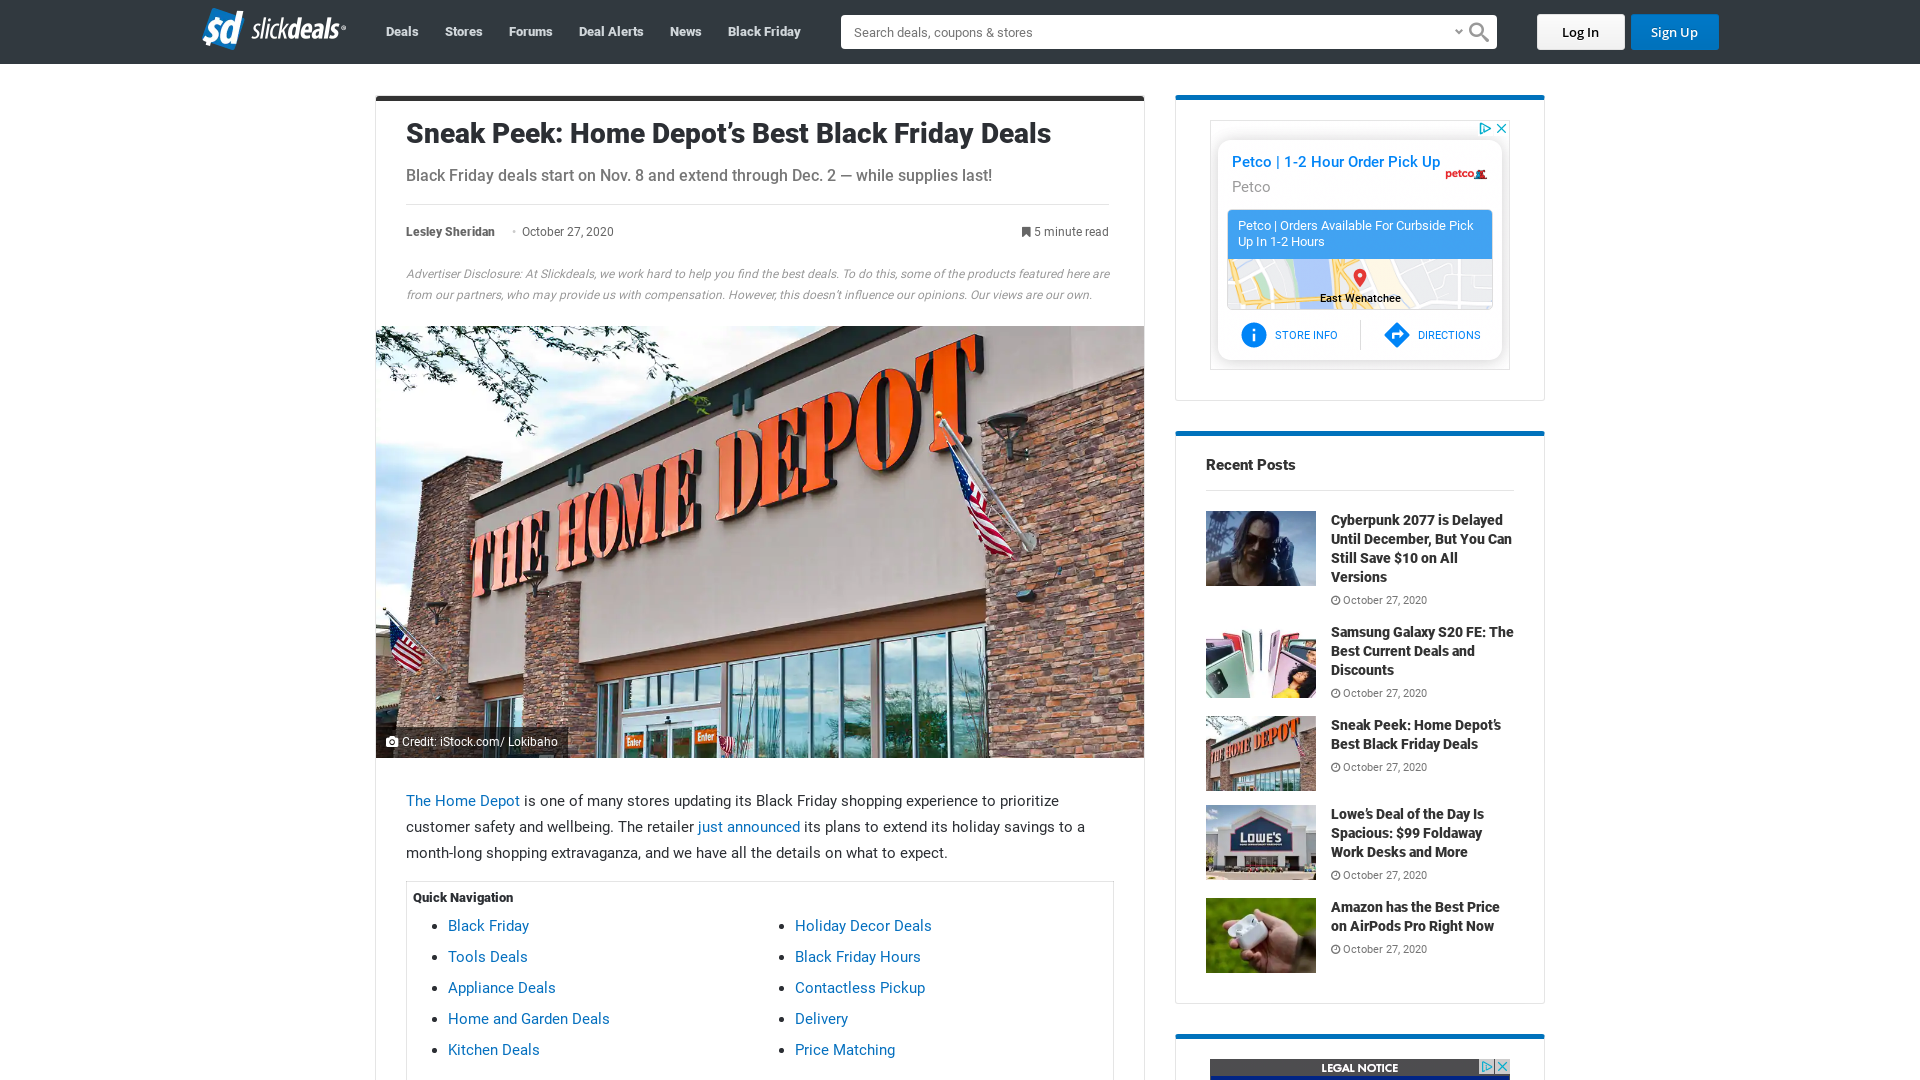 sd slickdeals
Deals
Stores
Forums
Deal Alerts
News
Black Friday
Search deals, coupons & stores
Log In
Sign Up
Sneak Peek: Home Depot’s Best Black Friday Deals
Black Friday deals start on Nov. 8 and extend through Dec. 2 — while supplies last!
Lesley Sheridan • October 27, 2020
5 minute read
Advertiser Disclosure: At Slickdeals, we work hard to help you find the best deals. To do this, some of the products featured here are
from our partners, who may provide us with compensation. However, this doesn’t influence our opinions. Our views are our own.
THE HOME DEPOT
Enter
Enter
Credit: iStock.com/ Lokibaho
The Home Depot is one of many stores updating its Black Friday shopping experience to prioritize
customer safety and wellbeing. The retailer just announced its plans to extend its holiday savings to a
month-long shopping extravaganza, and we have all the details on what to expect.
Quick Navigation
• Black Friday
• Tools Deals
• Appliance Deals
• Home and Garden Deals
• Kitchen Deals
• Holiday Decor Deals
• Black Friday Hours
• Contactless Pickup
• Delivery
• Price Matching
Petco | 1-2 Hour Order Pick Up
Petco
petco
Petco | Orders Available For Curbside Pick
Up In 1-2 Hours
East Wenatchee
STORE INFO
DIRECTIONS
Recent Posts
Cyberpunk 2077 is Delayed
Until December, But You Can
Still Save $10 on All
Versions
October 27, 2020
Samsung Galaxy S20 FE: The
Best Current Deals and
Discounts
October 27, 2020
THE HOME DEPOT
Sneak Peek: Home Depot’s
Best Black Friday Deals
October 27, 2020
LOWE'S
Lowe’s Deal of the Day Is
Spacious: $99 Foldaway
Work Desks and More
October 27, 2020
Amazon has the Best Price
on AirPods Pro Right Now
October 27, 2020
LEGAL NOTICE